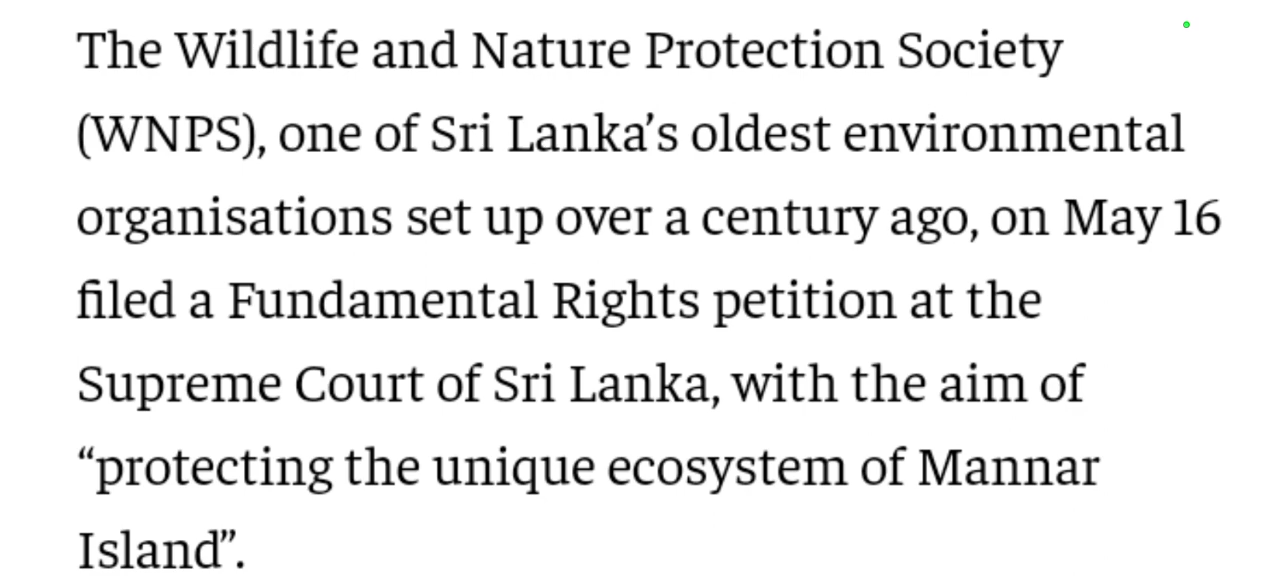 The Wildlife and Nature Protection Society
(WNPS), one of Sri Lanka’s oldest environmental
organisations set up over a century ago, on May 16
filed a Fundamental Rights petition at the
Supreme Court of Sri Lanka, with the aim of
“protecting the unique ecosystem of Mannar
Island”.